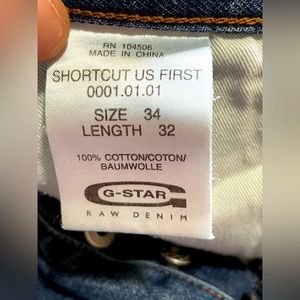 RN 104506
MADE IN CHINA
SHORTCUT US FIRST
0001.01.01
SIZE 34
LENGTH 32
100% COTTON/COTON/
BAUMWOLLE
G-STAR
RAW DENIM